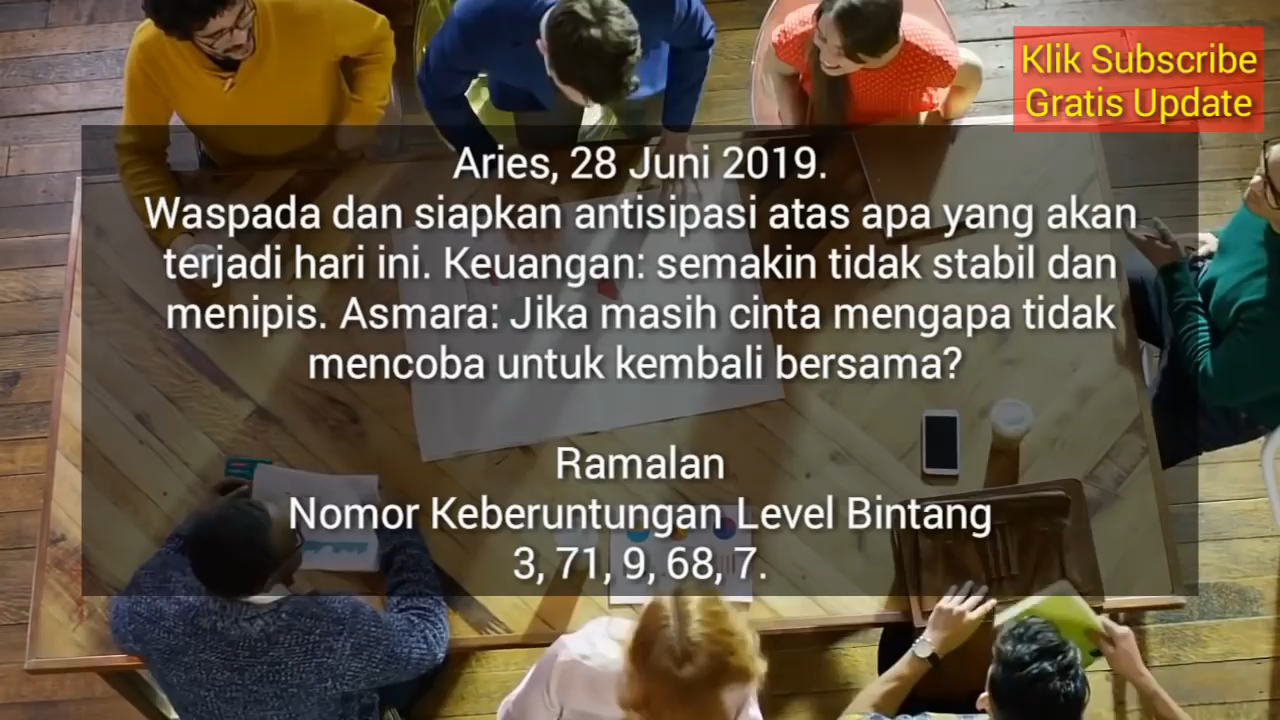 Klik Subscribe
Gratis Update
Aries, 28 Juni 2019.
Waspada dan siapkan antisipasi atas apa yang akan
terjadi hari ini. Keuangan: semakin tidak stabil dan
menipis. Asmara: Jika masih cinta mengapa tidak
mencoba untuk kembali bersama?
Ramalan
Nomor Keberuntungan Level Bintang
3, 71, 9, 68, 7.